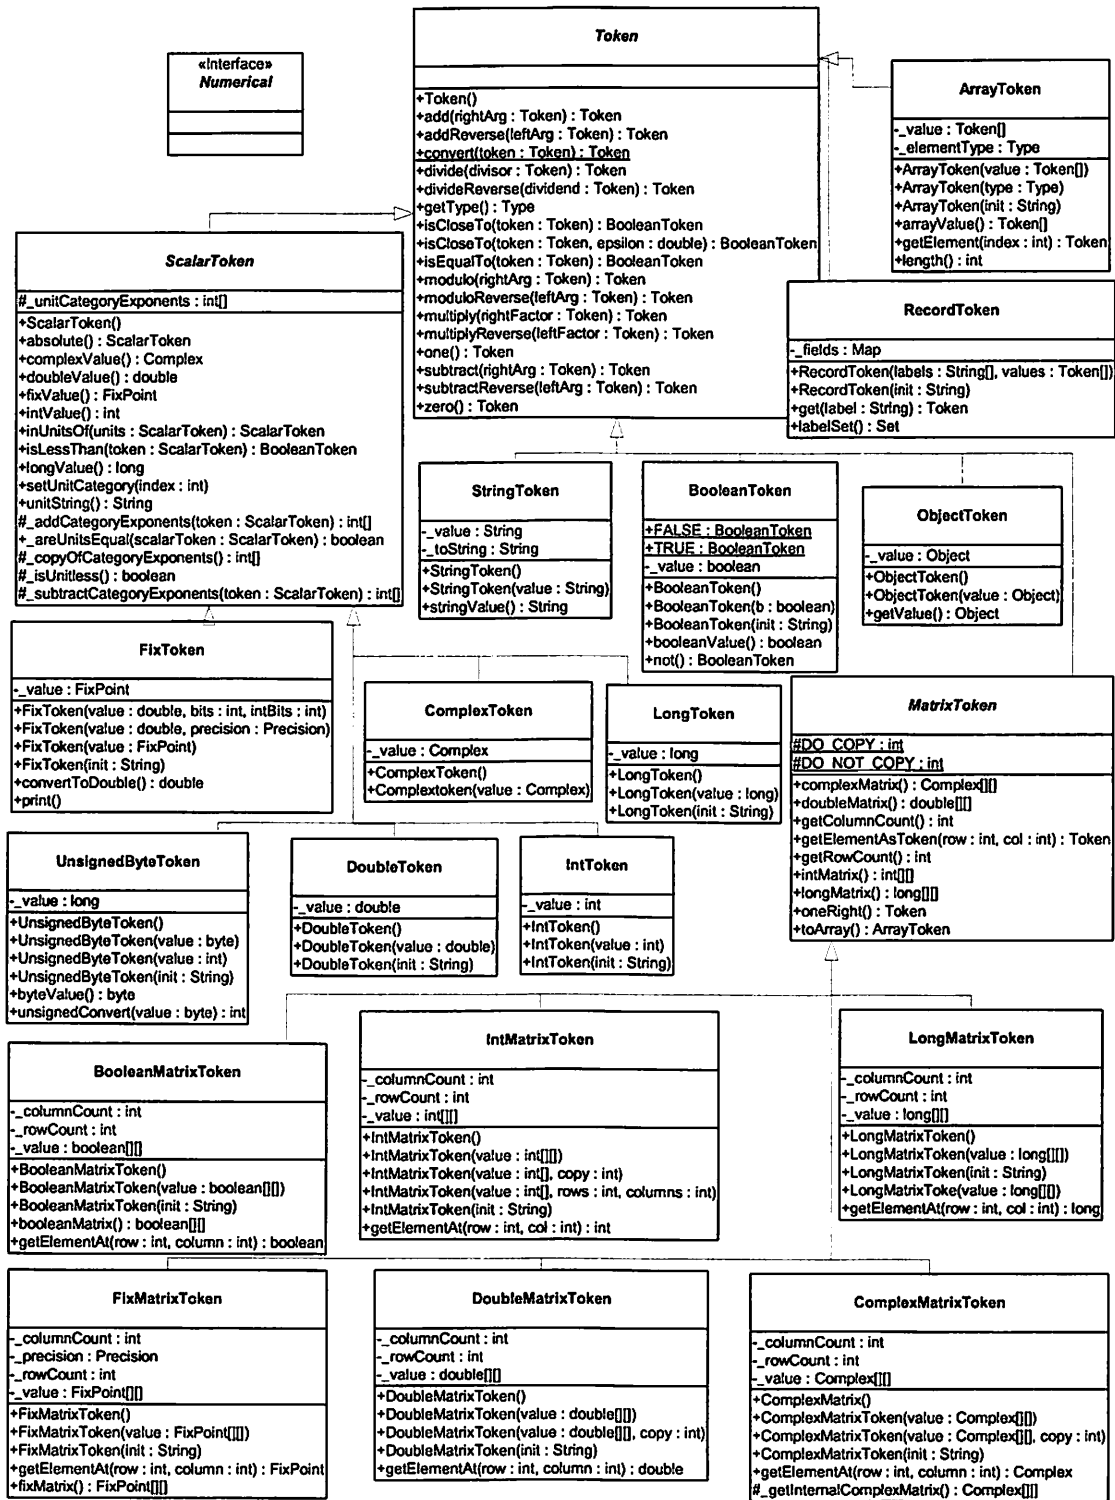 «Interface»
Numerical
Token
+Token()
+add(rightArg : Token) : Token
+addReverse(leftArg : Token) : Token
+convert(token : Token) : Token
+divide(divisor : Token) : Token
+divideReverse(dividend : Token) : Token
+getType() : Type
+isCloseTo(token : Token) : BooleanToken
+isCloseTo(token : Token, epsilon : double) : BooleanToken
+isEqualTo(token : Token) : BooleanToken
+modulo(rightArg : Token) : Token
+moduloReverse(leftArg : Token) : Token
+multiply(rightFactor : Token) : Token
+multiplyReverse(leftFactor : Token) : Token
+one() : Token
+subtract(rightArg : Token) : Token
+subtractReverse(leftArg : Token) : Token
+zero() : Token
ArrayToken
-_value : Token[]
-_elementType : Type
+ArrayToken(value : Token[])
+ArrayToken(type : Type)
+ArrayToken(init : String)
+arrayValue() : Token[]
+getElement(index : int) : Token
+length() : int
ScalarToken
#_unitCategoryExponents : int[]
+ScalarToken()
+absolute() : ScalarToken
+complexValue() : Complex
+doubleValue() : double
+fixValue() : FixPoint
+intValue() : int
+inUnitsOf(units : ScalarToken) : ScalarToken
+isLessThan(token : ScalarToken) : BooleanToken
+longValue() : long
+setUnitCategory(index : int)
+unitString() : String
#_addCategoryExponents(token : ScalarToken) : int[]
+_areUnitsEqual(scalarToken : ScalarToken) : boolean
#_copyOfCategoryExponents() : int[]
#_isUnitless() : boolean
#_subtractCategoryExponents(token : ScalarToken) : int[]
RecordToken
-_fields : Map
+RecordToken(labels : String[], values : Token[])
+RecordToken(init : String)
+get(label : String) : Token
+labelSet() : Set
StringToken
-_value : String
-_toString : String
+StringToken()
+StringToken(value : String)
+stringValue() : String
BooleanToken
+FALSE : BooleanToken
+TRUE : BooleanToken
-_value : boolean
+BooleanToken()
+BooleanToken(b : boolean)
+BooleanToken(init : String)
+booleanValue() : boolean
+not() : BooleanToken
ObjectToken
-_value : Object
+ObjectToken()
+ObjectToken(value : Object)
+getValue() : Object
FixToken
-_value : FixPoint
+FixToken(value : double, bits : int, intBits : int)
+FixToken(value : double, precision : Precision)
+FixToken(value : FixPoint)
+FixToken(init : String)
+convertToDouble() : double
+print()
ComplexToken
-_value : Complex
+ComplexToken()
+Complextoken(value : Complex)
LongToken
-_value : long
+LongToken()
+LongToken(value : long)
+LongToken(init : String)
MatrixToken
#DO_COPY : int
#DO_NOT_COPY : int
+complexMatrix() : Complex[][]
+doubleMatrix() : double[][]
+getColumnCount() : int
+getElementAsToken(row : int, col : int) : Token
+getRowCount() : int
+intMatrix() : int[][]
+longMatrix() : long[][]
+oneRight() : Token
+toArray() : ArrayToken
UnsignedByteToken
-_value : long
+UnsignedByteToken()
+UnsignedByteToken(value : byte)
+UnsignedByteToken(value : int)
+UnsignedByteToken(init : String)
+byteValue() : byte
+unsignedConvert(value : byte) : int
DoubleToken
-_value : double
+DoubleToken()
+DoubleToken(value : double)
+DoubleToken(init : String)
IntToken
-_value : int
+IntToken()
+IntToken(value : int)
+IntToken(init : String)
BooleanMatrixToken
-_columnCount : int
-_rowCount : int
-_value : boolean[][]
+BooleanMatrixToken()
+BooleanMatrixToken(value : boolean[][])
+BooleanMatrixToken(init : String)
+booleanMatrix() : boolean[][]
+getElementAt(row : int, column : int) : boolean
IntMatrixToken
-_columnCount : int
-_rowCount : int
-_value : int[][]
+IntMatrixToken()
+IntMatrixToken(value : int[][])
+IntMatrixToken(value : int[], copy : int)
+IntMatrixToken(value : int[], rows : int, columns : int)
+IntMatrixToken(init : String)
+getElementAt(row : int, col : int) : int
LongMatrixToken
-_columnCount : int
-_rowCount : int
-_value : long[][]
+LongMatrixToken()
+LongMatrixToken(value : long[][])
+LongMatrixToken(init : String)
+LongMatrixToke(value : long[][])
+getElementAt(row : int, col : int) : long
FixMatrixToken
-_columnCount : int
-_precision : Precision
-_rowCount : int
-_value : FixPoint[][]
+FixMatrixToken()
+FixMatrixToken(value : FixPoint[][])
+FixMatrixToken(init : String)
+getElementAt(row : int, column : int) : FixPoint
+fixMatrix() : FixPoint[][]
DoubleMatrixToken
-_columnCount : int
-_rowCount : int
-_value : double[][]
+DoubleMatrixToken()
+DoubleMatrixToken(value : double[][])
+DoubleMatrixToken(value : double[][], copy : int)
+DoubleMatrixToken(init : String)
+getElementAt(row : int, column : int) : double
ComplexMatrixToken
-_columnCount : int
-_rowCount : int
-_value : Complex[][]
+ComplexMatrix()
+ComplexMatrixToken(value : Complex[][])
+ComplexMatrixToken(value : Complex[][], copy : int)
+ComplexMatrixToken(init : String)
+getElementAt(row : int, column : int) : Complex
#_getInternalComplexMatrix() : Complex[][]